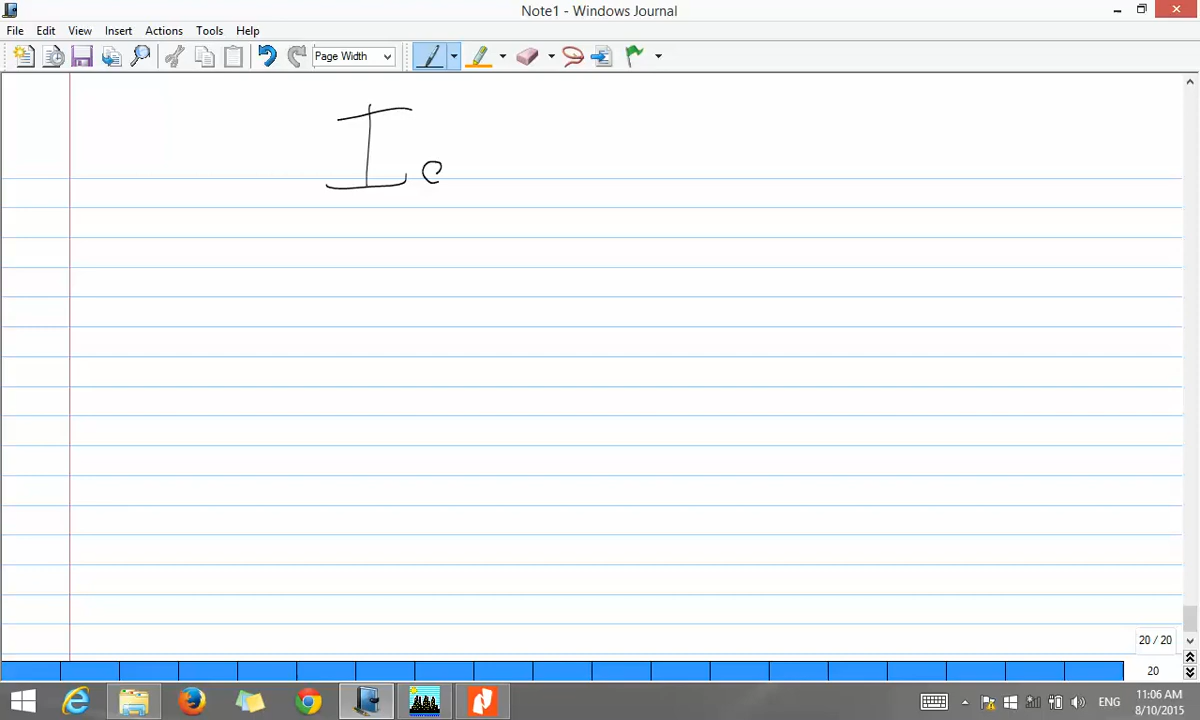 Note1 - Windows Journal
File Edit View Insert Actions Tools Help
Page Width
I e
20 / 20
20
ENG
11:06 AM
8/10/2015